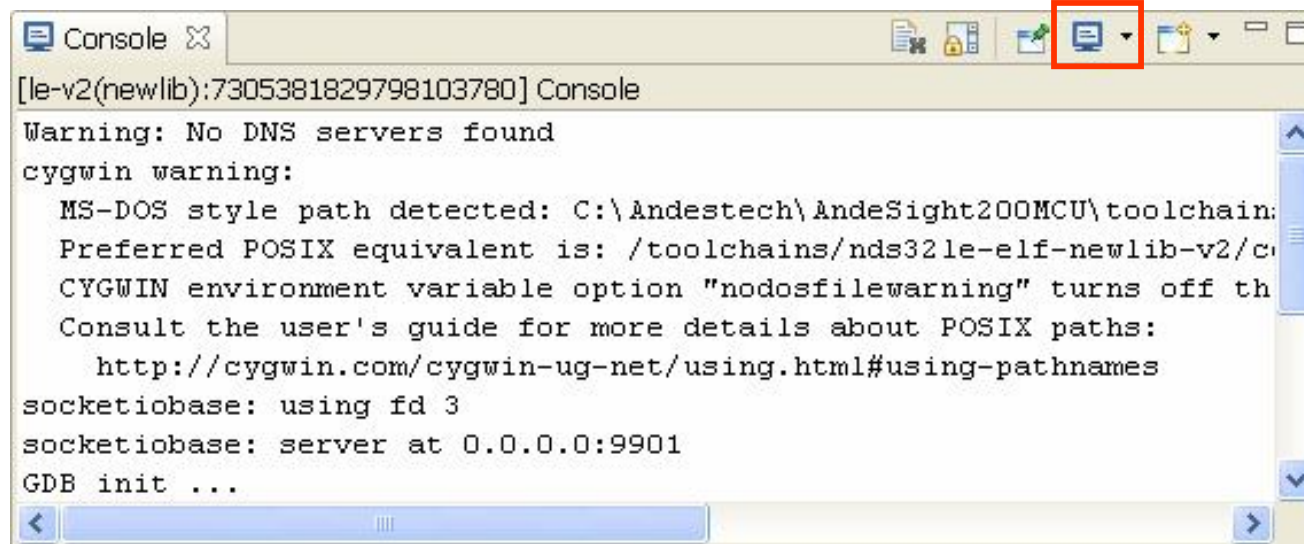 Console
[le-v2(newlib):7305381829798103780] Console
Warning: No DNS servers found
cygwin warning:
MS-DOS style path detected: C:\Andestech\AndeSight200MCU\toolchain
Preferred POSIX equivalent is: /toolchains/nds32le-elf-newlib-v2/c
CYGWIN environment variable option "nodosfilewarning" turns off th
Consult the user's guide for more details about POSIX paths:
http://cygwin.com/cygwin-ug-net/using.html#using-pathnames
socketiobase: using fd 3
socketiobase: server at 0.0.0.0:9901
GDB init ...